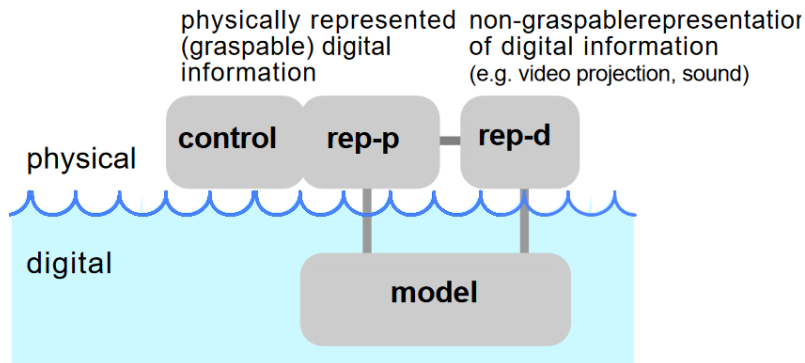 physically represented
(graspable) digital
information
non-graspablerepresentation
of digital information
(e.g. video projection, sound)
control
rep-p
rep-d
physical
digital
model